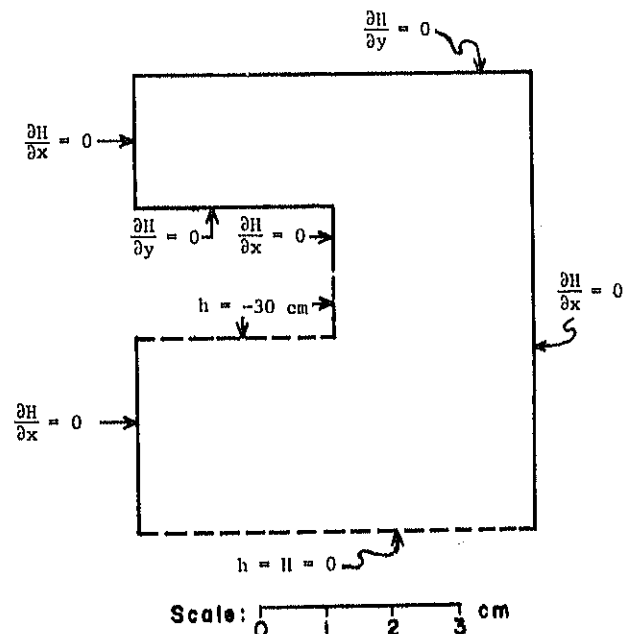 ∂H/∂y = 0
∂H/∂x = 0
∂H/∂y = 0
∂H/∂x = 0
∂H/∂x = 0
h = -30 cm
∂H/∂x = 0
h = H = 0
Scale: 0 1 2 3 cm